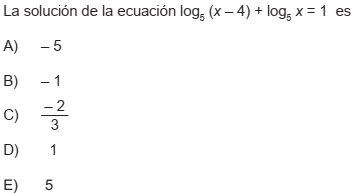 La solución de la ecuación log₅ (x – 4) + log₅ x = 1 es
A) – 5
B) – 1
C) – 2
3
D) 1
E) 5